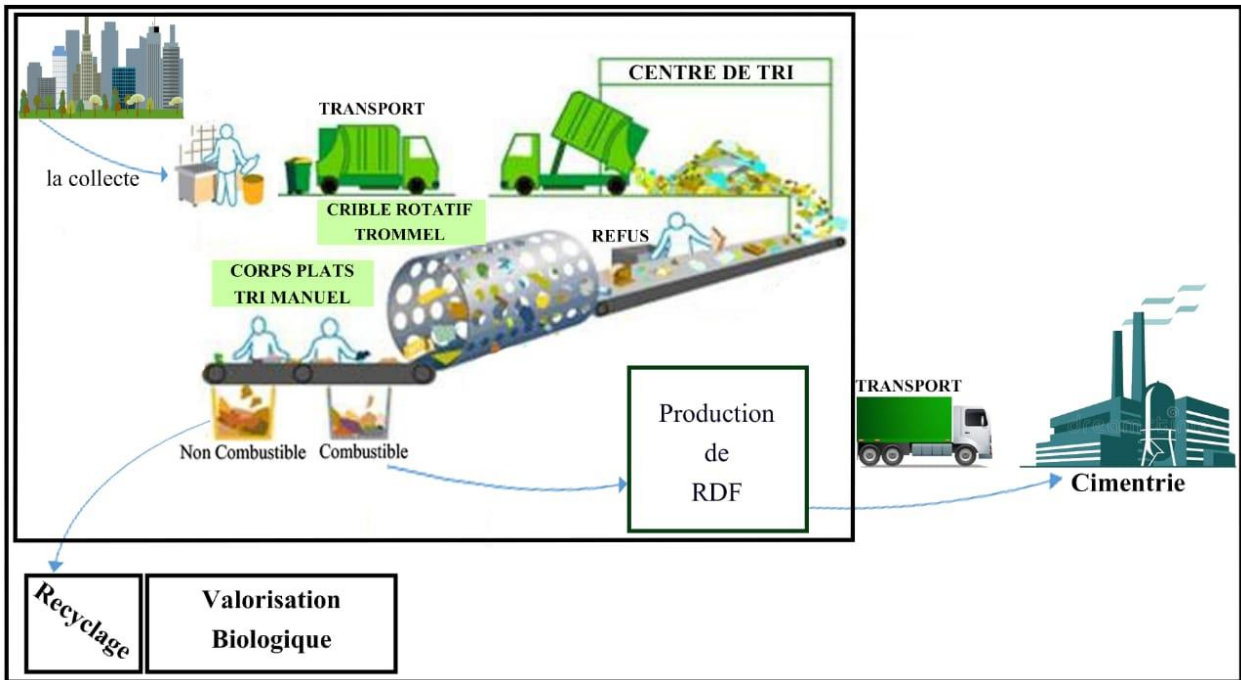 CENTRE DE TRI
TRANSPORT
la collecte
CRIBLE ROTATIF
TROMMEL
REFUS
CORPS PLATS
TRI MANUEL
Non Combustible
Combustible
Production
de
RDF
TRANSPORT
Cimentrie
Recyclage
Valorisation
Biologique